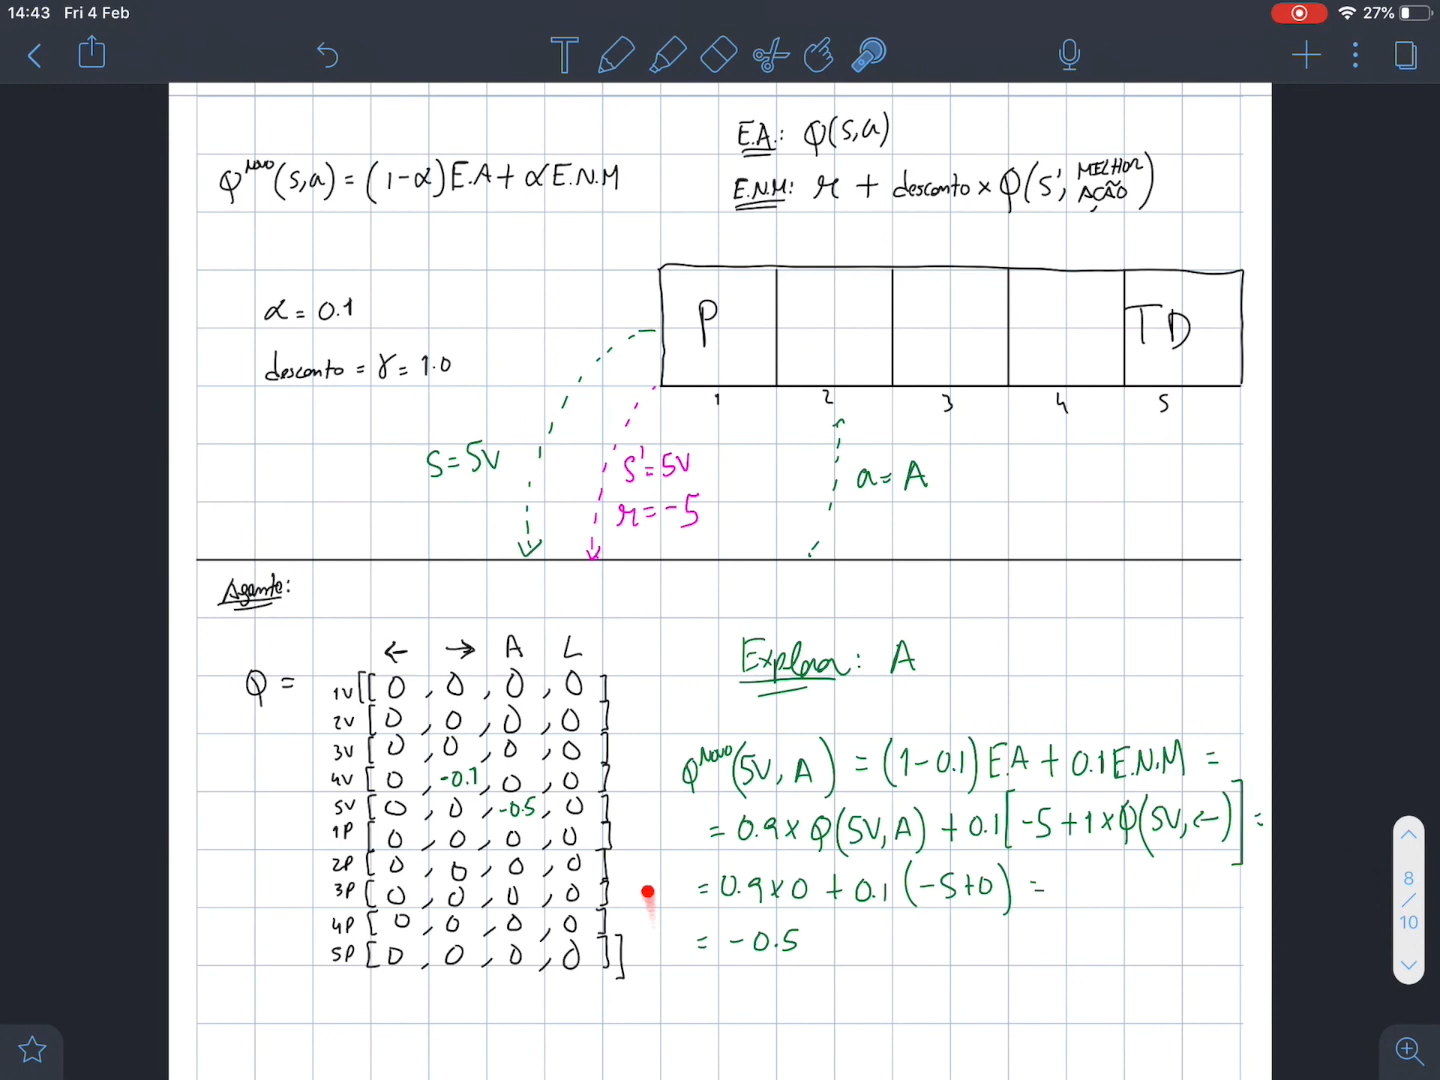 14:43 Fri 4 Feb
27%
E.A.: Q(s,a)
Q^NOVO(s,a) = (1-α)E.A + αE.N.M
E.N.M: r + desconto × Q(s', MELHOR AÇÃO)
P
TD
α = 0.1
desconto = γ = 1.0
1 2 3 4 5
S=5V
S'=5V
r=-5
a=A
Agente:
Q =
← → A L
1V [[0, 0, 0, 0]
2V [0, 0, 0, 0]
3V [0, 0, 0, 0]
4V [0, -0.1, 0, 0]
5V [0, 0, -0.5, 0]
1P [0, 0, 0, 0]
2P [0, 0, 0, 0]
3P [0, 0, 0, 0]
4P [0, 0, 0, 0]
5P [0, 0, 0, 0]]
Explora: A
Q^NOVO(5V, A) = (1-0.1)E.A + 0.1E.N.M =
= 0.9 × Q(5V, A) + 0.1[-5+1×Q(5V, ←)] =
= 0.9×0 + 0.1(-5+0) =
= -0.5
8
/
10